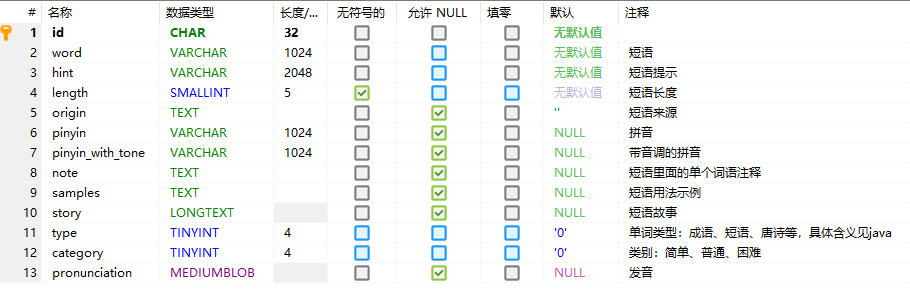 # 名称 数据类型 长度/... 无符号的 允许 NULL 填零 默认 注释
1 id CHAR 32 无默认值
2 word VARCHAR 1024 无默认值 短语
3 hint VARCHAR 2048 无默认值 短语提示
4 length SMALLINT 5 无默认值 短语长度
5 origin TEXT '' 短语来源
6 pinyin VARCHAR 1024 NULL 拼音
7 pinyin_with_tone VARCHAR 1024 NULL 带音调的拼音
8 note TEXT NULL 短语里面的单个词语注释
9 samples TEXT NULL 短语用法示例
10 story LONGTEXT NULL 短语故事
11 type TINYINT 4 '0' 单词类型：成语、短语、唐诗等，具体含义见java
12 category TINYINT 4 '0' 类别：简单、普通、困难
13 pronunciation MEDIUMBLOB NULL 发音